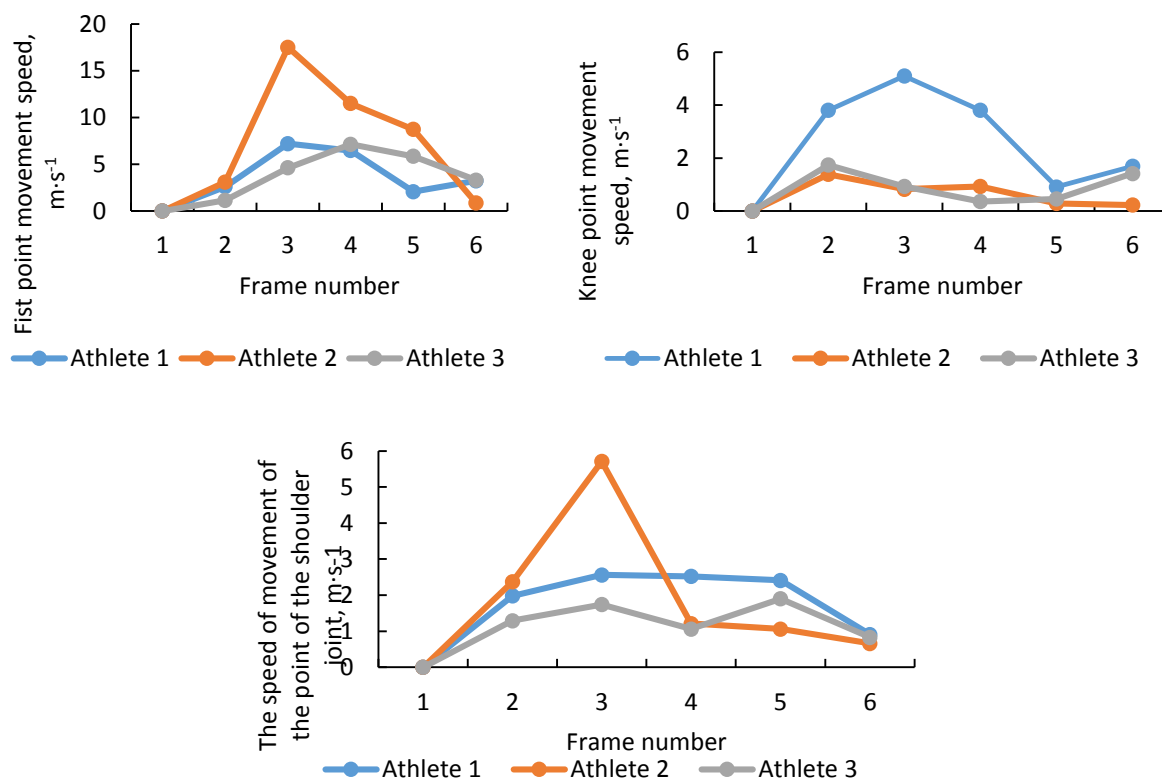 Fist point movement speed,
m·s⁻¹
20
15
10
5
0
1 2 3 4 5 6
Frame number
Athlete 1 Athlete 2 Athlete 3
Knee point movement
speed, m·s⁻¹
6
4
2
0
1 2 3 4 5 6
Frame number
Athlete 1 Athlete 2 Athlete 3
The speed of movement of
the point of the shoulder
joint, m·s-1
6
5
4
3
2
1
0
1 2 3 4 5 6
Frame number
Athlete 1 Athlete 2 Athlete 3